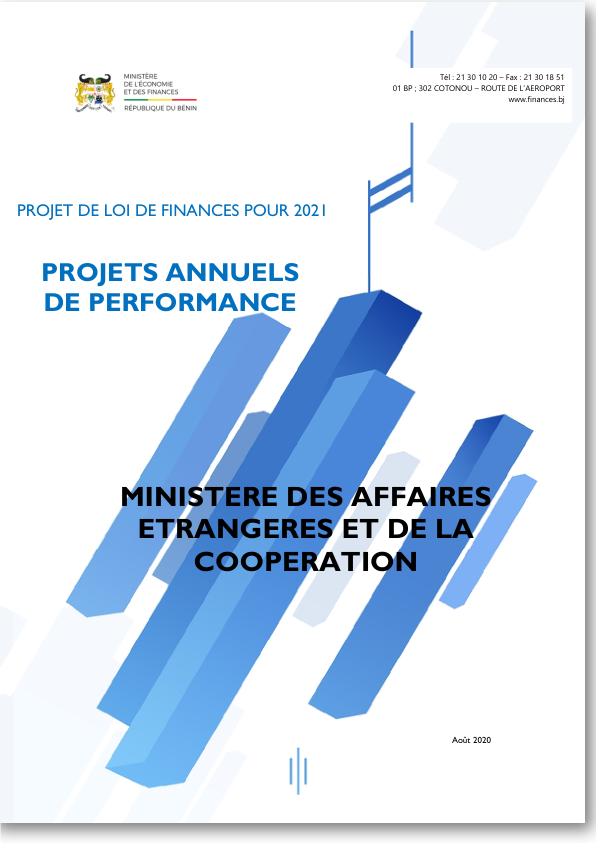 MINISTÈRE
DE L'ÉCONOMIE
ET DES FINANCES
RÉPUBLIQUE DU BÉNIN
Tél : 21 30 10 20 – Fax : 21 30 18 51
01 BP ; 302 COTONOU – ROUTE DE L'AEROPORT
www.finances.bj
PROJET DE LOI DE FINANCES POUR 2021
PROJETS ANNUELS
DE PERFORMANCE
MINISTERE DES AFFAIRES
ETRANGERES ET DE LA
COOPERATION
Août 2020